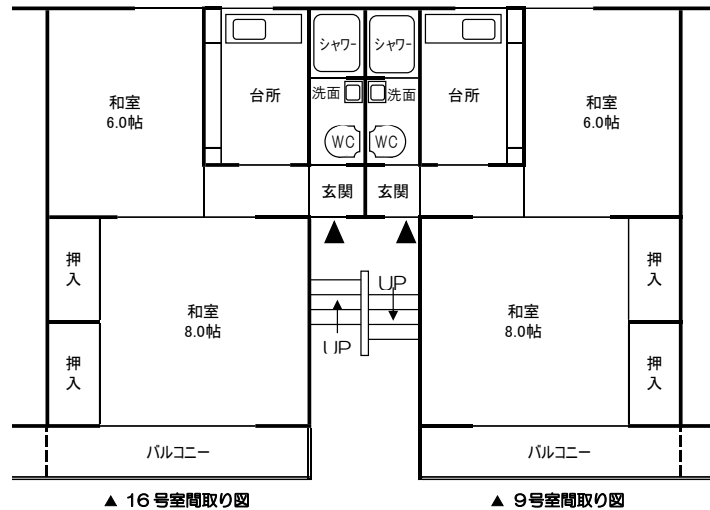 シャワー
シャワー
和室
6.0帖
台所
洗面
洗面
台所
和室
6.0帖
WC
WC
玄関
玄関
押入
和室
8.0帖
UP
UP
和室
8.0帖
押入
押入
押入
バルコニー
バルコニー
▲ 16号室間取り図
▲ 9号室間取り図